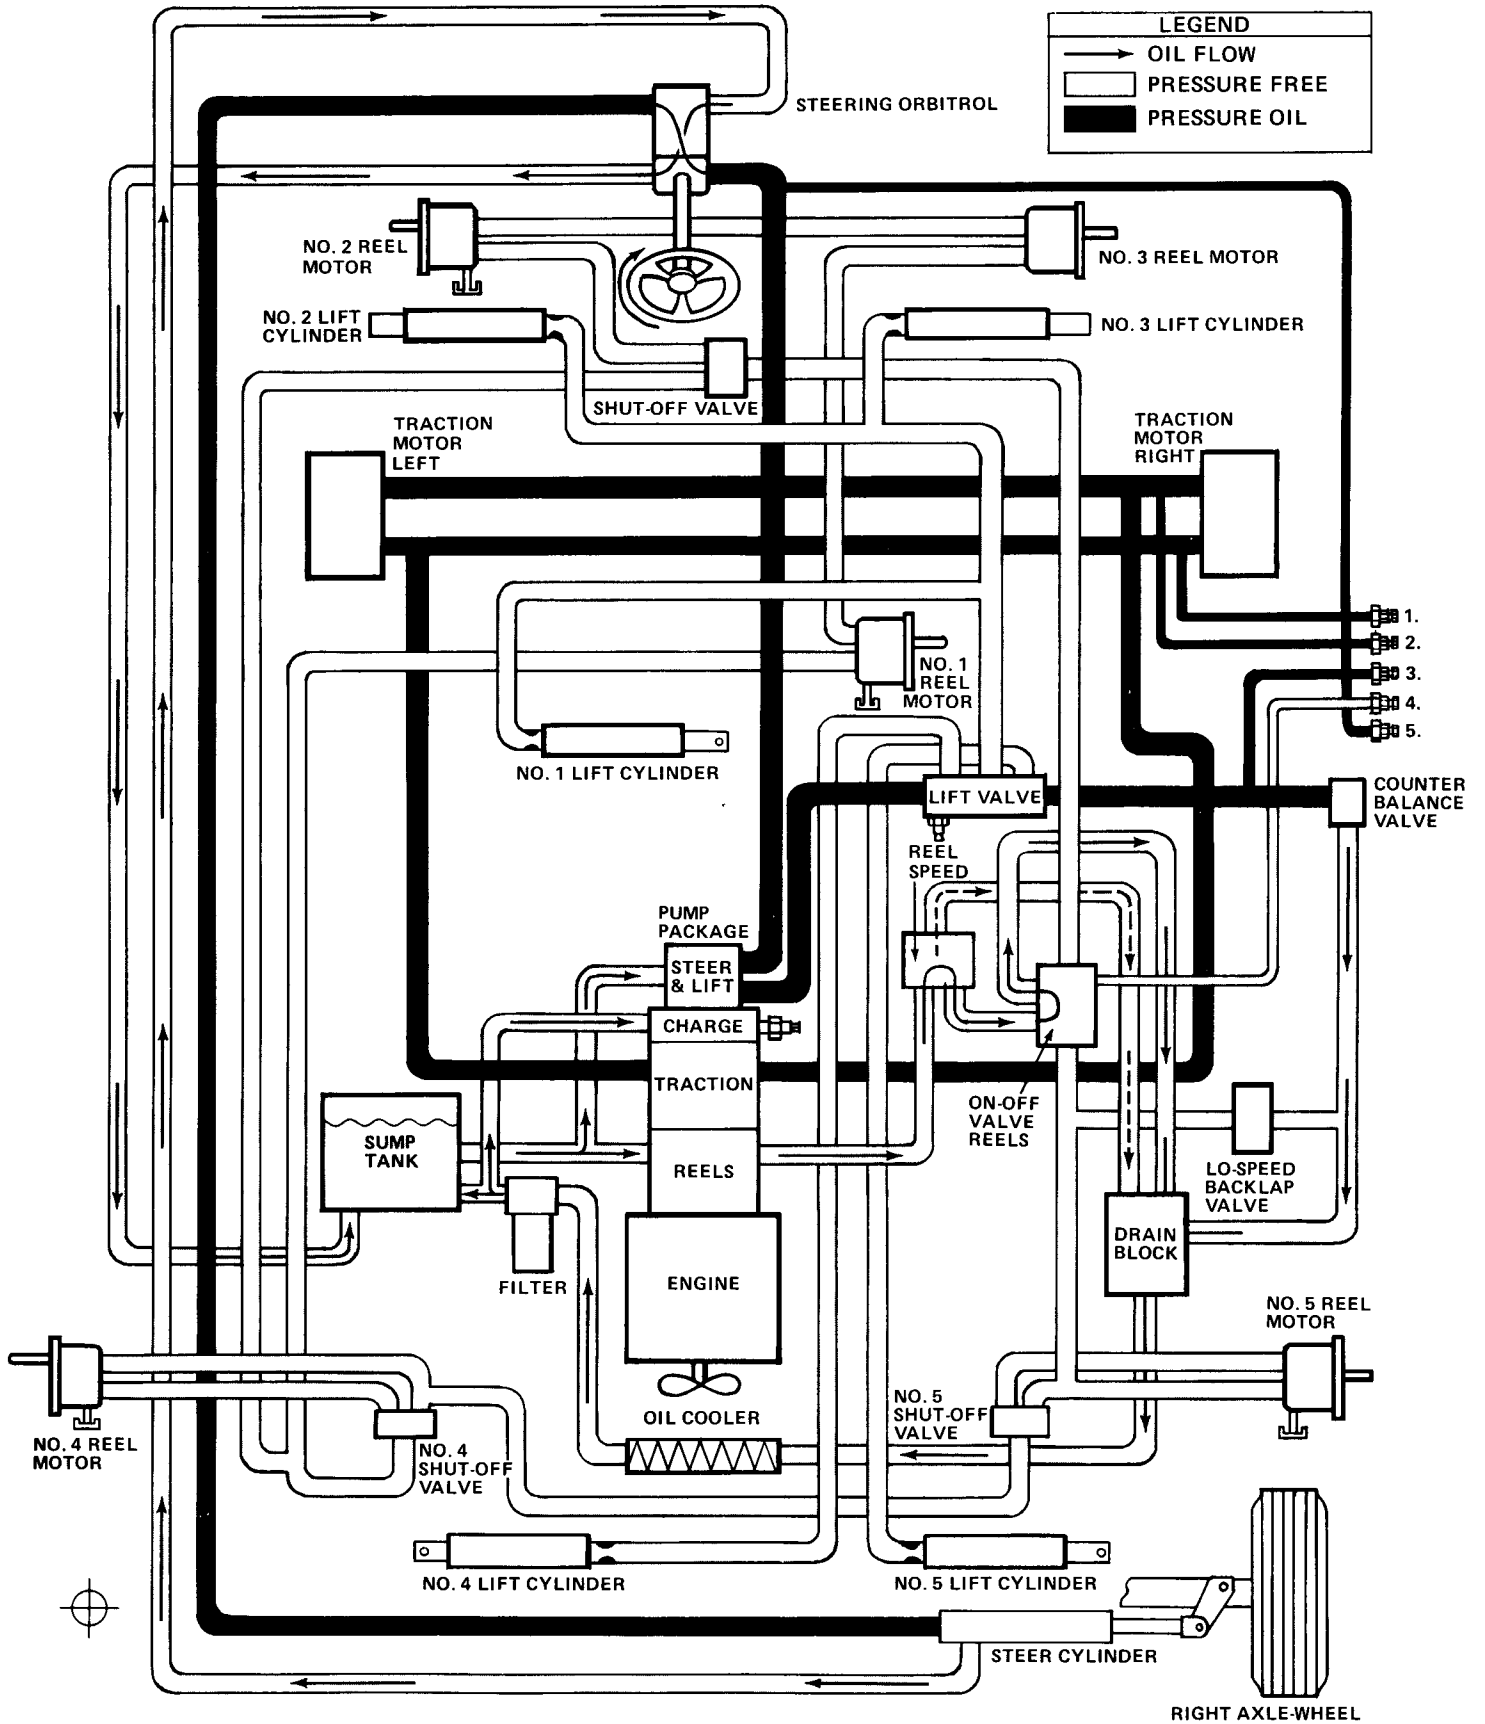 LEGEND
OIL FLOW
PRESSURE FREE
PRESSURE OIL
STEERING ORBITROL
NO. 2 REEL
MOTOR
NO. 3 REEL MOTOR
NO. 2 LIFT
CYLINDER
NO. 3 LIFT CYLINDER
SHUT-OFF VALVE
TRACTION
MOTOR
LEFT
TRACTION
MOTOR
RIGHT
1.
2.
3.
4.
5.
NO. 1
REEL
MOTOR
NO. 1 LIFT CYLINDER
LIFT VALVE
COUNTER
BALANCE
VALVE
REEL
SPEED
PUMP
PACKAGE
STEER
& LIFT
CHARGE
TRACTION
REELS
ON-OFF
VALVE
REELS
SUMP
TANK
LO-SPEED
BACKLAP
VALVE
DRAIN
BLOCK
FILTER
ENGINE
NO. 5 REEL
MOTOR
OIL COOLER
NO. 5
SHUT-OFF
VALVE
NO. 4 REEL
MOTOR
NO. 4
SHUT-OFF
VALVE
NO. 4 LIFT CYLINDER
NO. 5 LIFT CYLINDER
STEER CYLINDER
RIGHT AXLE-WHEEL